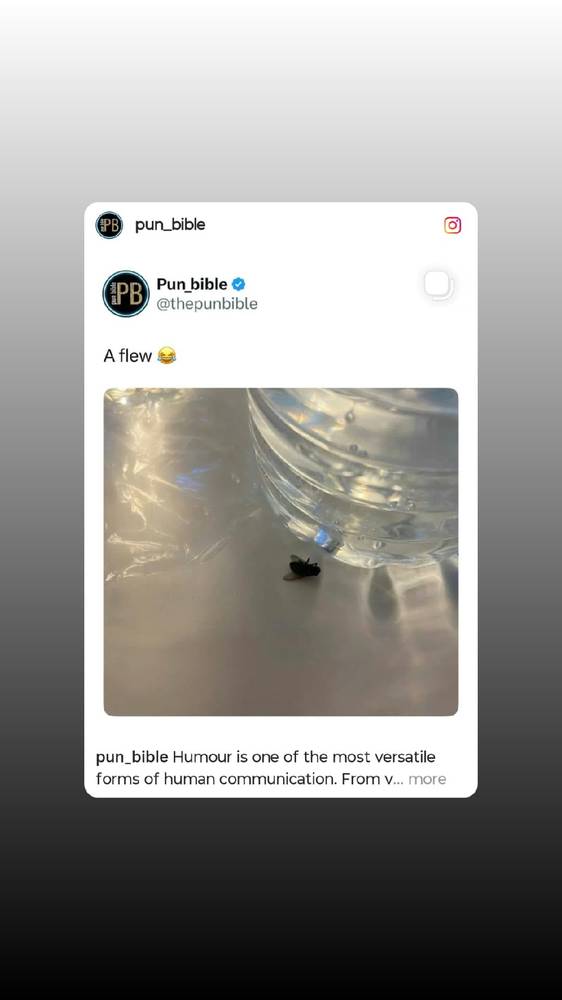 pun_bible
Pun_bible
@thepunbible
A flew 😂
pun_bible Humour is one of the most versatile
forms of human communication. From v... more